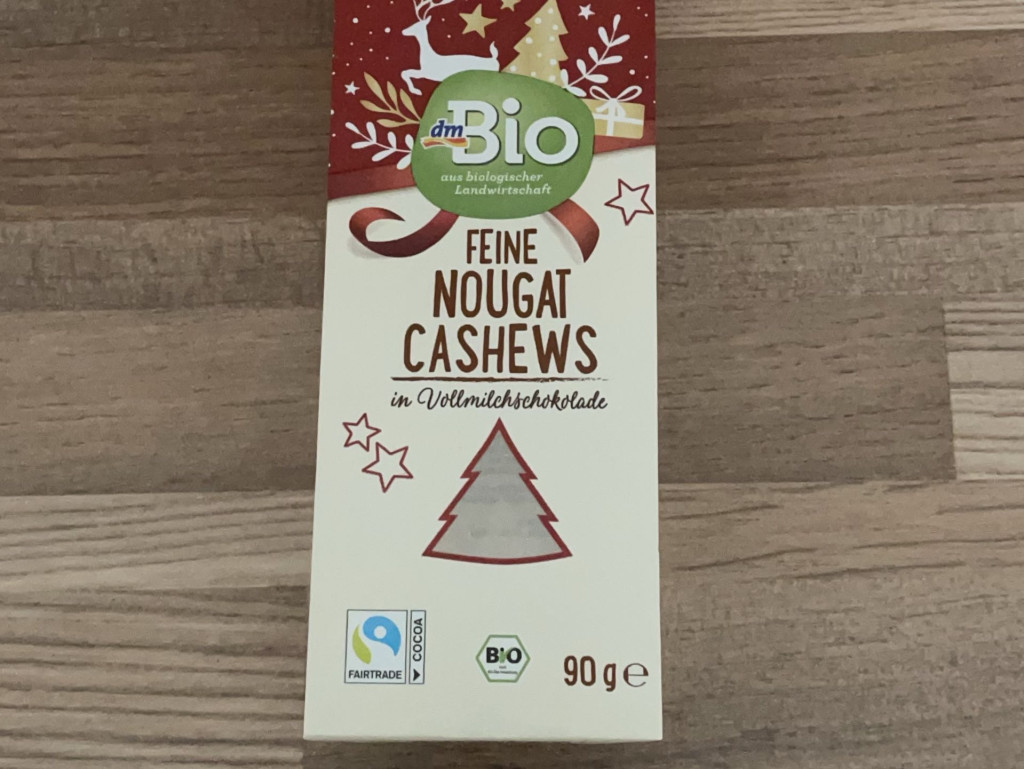 dm
Bio
aus biologischer
Landwirtschaft
FEINE
NOUGAT
CASHEWS
in Vollmilchschokolade
FAIRTRADE
COCOA
BIO
90 g ℮